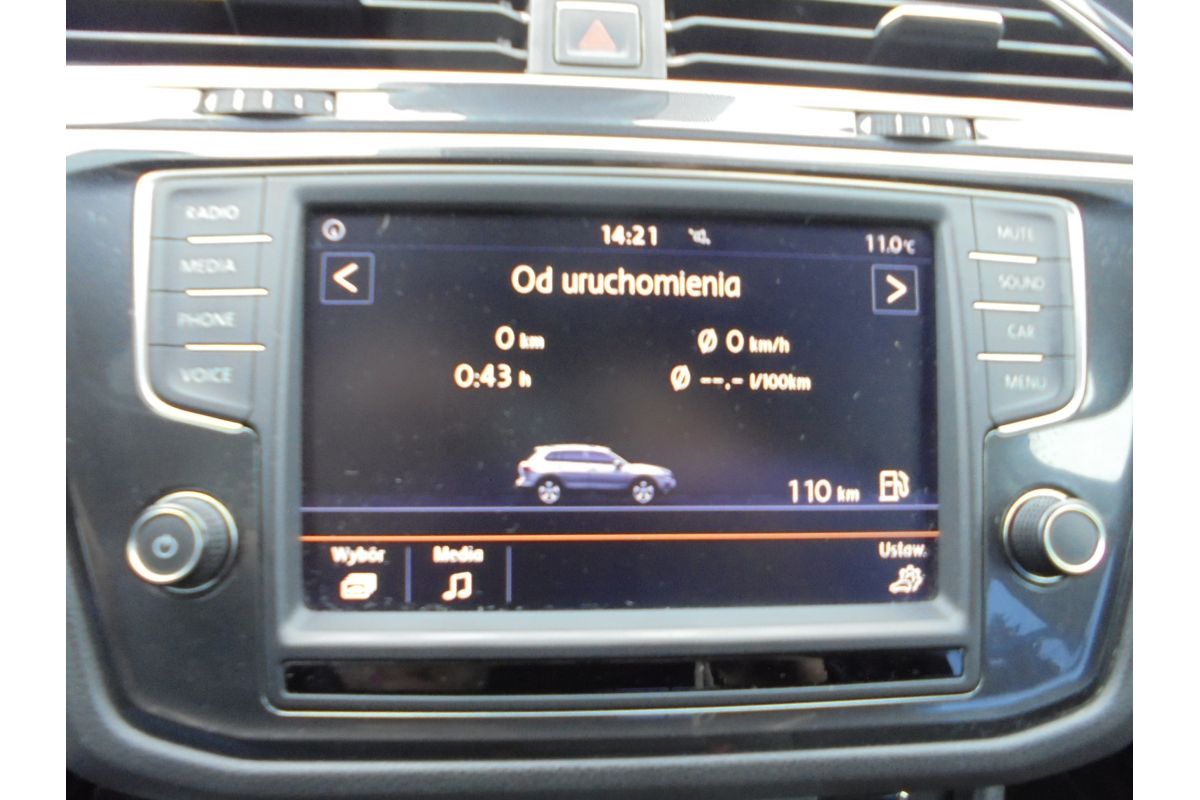 RADIO
MEDIA
PHONE
VOICE
14:21
11.0°C
<
Od uruchomienia
>
0 km
Ø 0 km/h
0:43 h
Ø --.- l/100km
110 km
Wybór
Media
Ustaw.
MUTE
SOUND
CAR
MENU